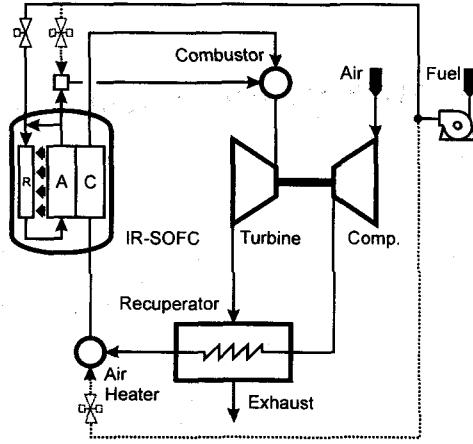 Combustor
Air
Fuel
R
A
C
IR-SOFC
Turbine
Comp.
Recuperator
Air
Heater
Exhaust